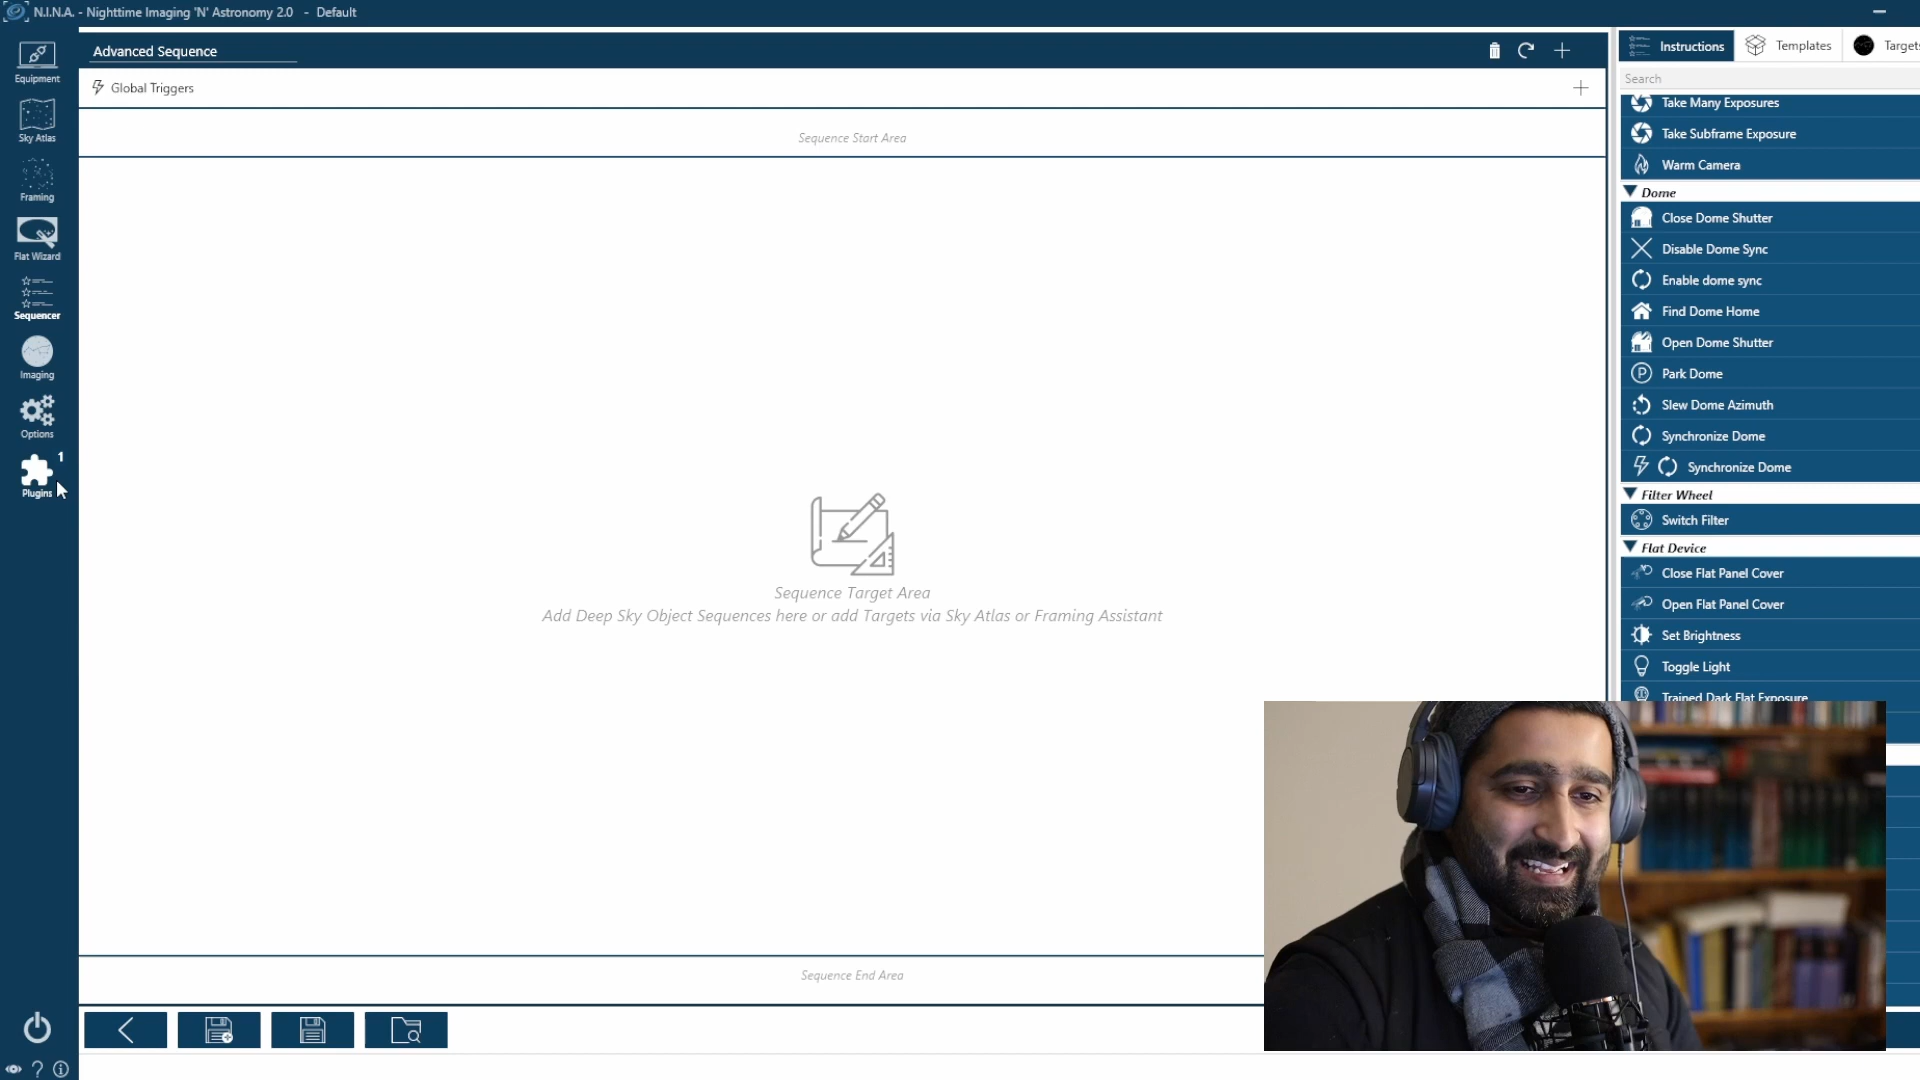 N.I.N.A. - Nighttime Imaging 'N' Astronomy 2.0 - Default
Equipment
Sky Atlas
Framing
Flat Wizard
Sequencer
Imaging
Options
1
Plugins
Advanced Sequence
Global Triggers
Sequence Start Area
Sequence Target Area
Add Deep Sky Object Sequences here or add Targets via Sky Atlas or Framing Assistant
Sequence End Area
Instructions
Templates
Targets
Search
Take Many Exposures
Take Subframe Exposure
Warm Camera
Dome
Close Dome Shutter
Disable Dome Sync
Enable dome sync
Find Dome Home
Open Dome Shutter
P Park Dome
Slew Dome Azimuth
Synchronize Dome
Synchronize Dome
Filter Wheel
Switch Filter
Flat Device
Close Flat Panel Cover
Open Flat Panel Cover
Set Brightness
Toggle Light
Trained Dark Flat Exposure